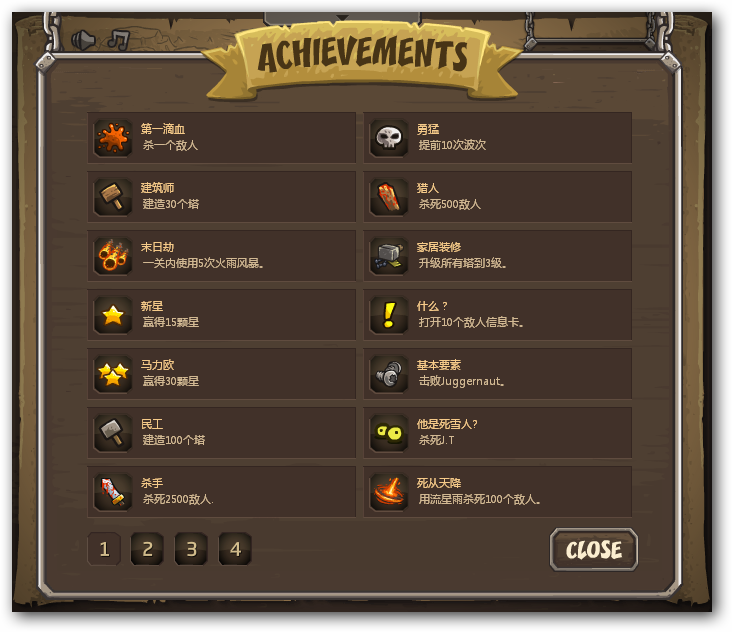 ACHIEVEMENTS
第一滴血
杀一个敌人
勇猛
提前10次波次
建筑师
建造30个塔
猎人
杀死500敌人
末日劫
一关内使用5次火雨风暴。
家居装修
升级所有塔到3级。
新星
赢得15颗星
什么？
打开10个敌人信息卡。
马力欧
赢得30颗星
基本要素
击败Juggernaut。
民工
建造100个塔
他是死雪人?
杀死J.T
杀手
杀死2500敌人.
死从天降
用流星雨杀死100个敌人。
1 2 3 4
CLOSE